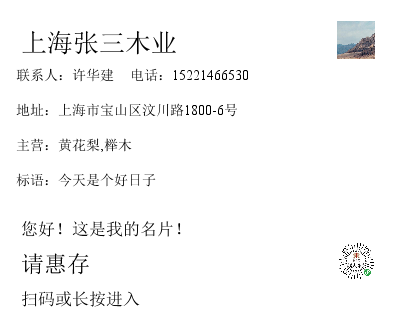 上海张三木业
联系人：许华建 电话：15221466530
地址：上海市宝山区汶川路1800-6号
主营：黄花梨,榉木
标语：今天是个好日子
您好！这是我的名片！
请惠存
扫码或长按进入